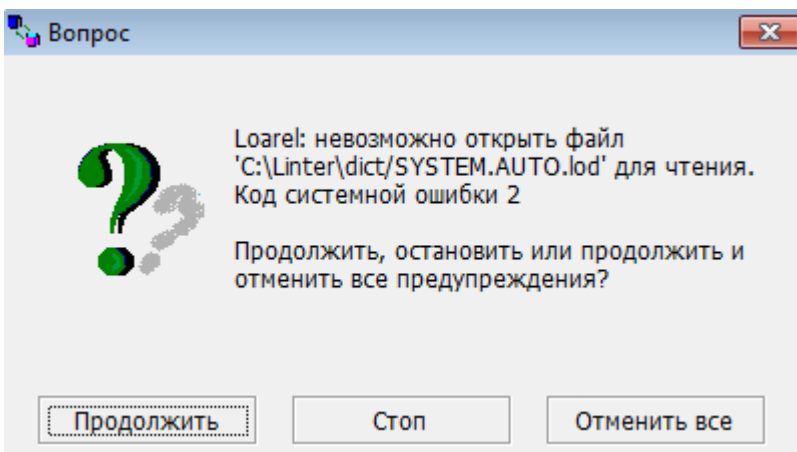 Вопрос
Loarel: невозможно открыть файл
'C:\Linter\dict/SYSTEM.AUTO.lod' для чтения.
Код системной ошибки 2
Продолжить, остановить или продолжить и
отменить все предупреждения?
Продолжить
Стоп
Отменить все